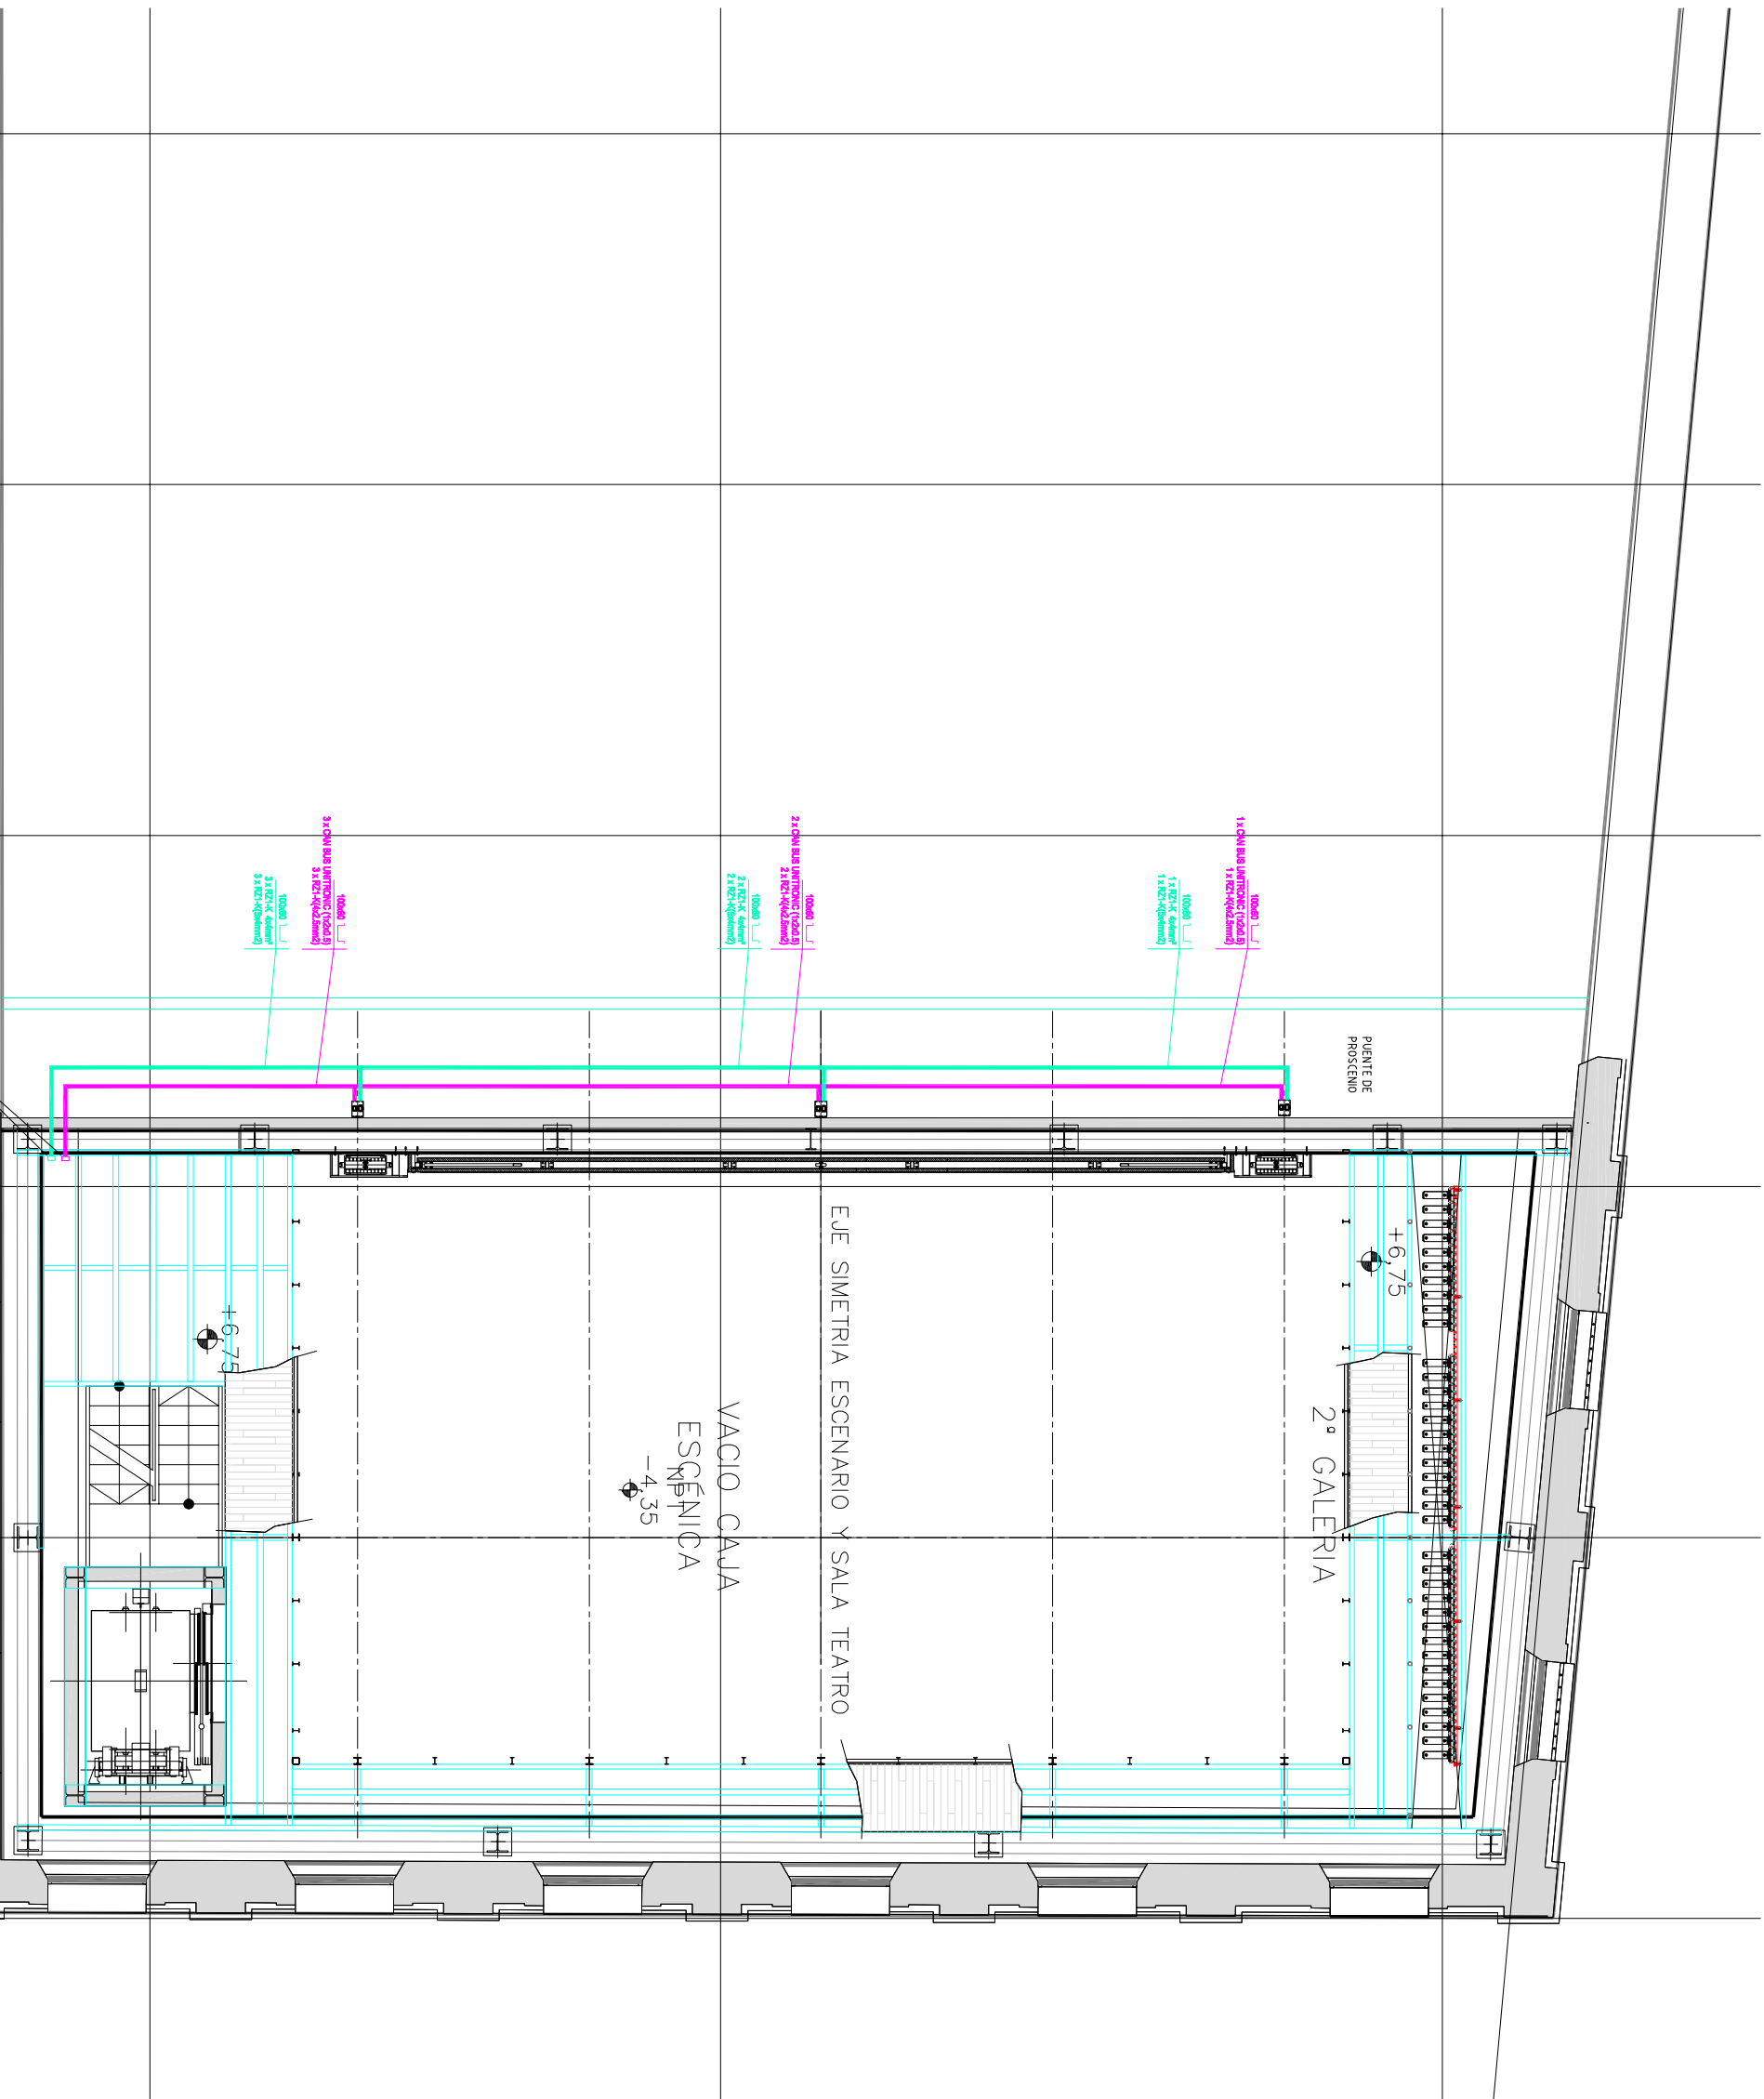 1 x CAN BUS UNITRONIC (1x2x0.5)
1 x RZ1-K(4x2.5mm2)
100x60
100x60
1 x RZ1-K 4x4mm²
1 x RZ1-K(5x4mm2)
2 x CAN BUS UNITRONIC (1x2x0.5)
2 x RZ1-K(4x2.5mm2)
100x60
100x60
2 x RZ1-K 4x4mm²
2 x RZ1-K(5x4mm2)
3 x CAN BUS UNITRONIC (1x2x0.5)
3 x RZ1-K(4x2.5mm2)
100x60
100x60
3 x RZ1-K 4x4mm²
3 x RZ1-K(5x4mm2)
PUENTE DE
PROSCENIO
+6,75
2ª GALERIA
EJE SIMETRIA ESCENARIO Y SALA TEATRO
VACIO CAJA
ESCÉNICA
NPT
-4,35
+6,75